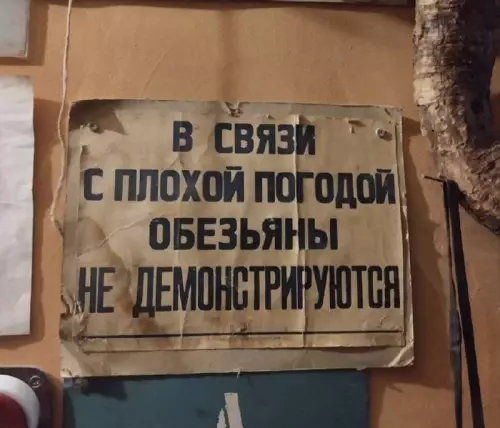 В СВЯЗИ
С ПЛОХОЙ ПОГОДОЙ
ОБЕЗЬЯНЫ
НЕ ДЕМОНСТРИРУЮТСЯ